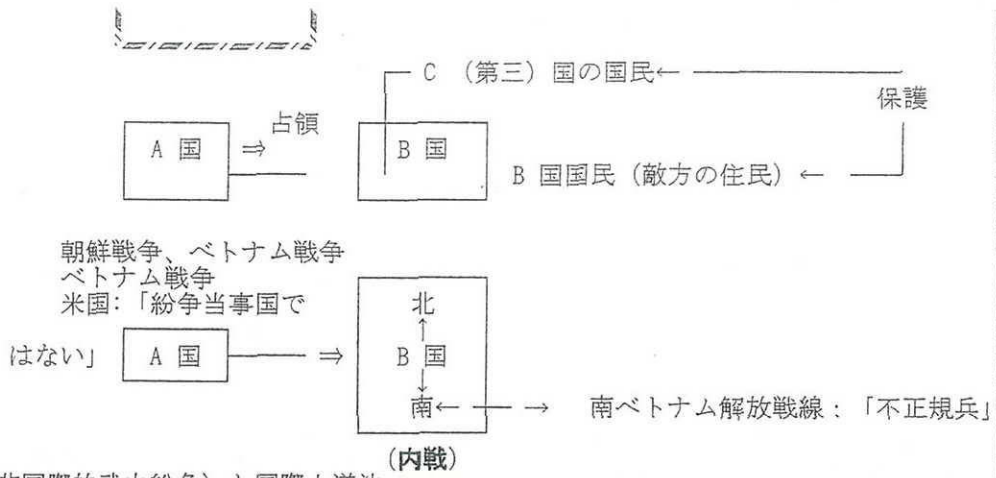 C (第三) 国の国民←
保護
占領
A 国 ⇒ B 国
B 国国民 (敵方の住民) ←
朝鮮戦争、ベトナム戦争
ベトナム戦争
米国:「紛争当事国で
はない」 A 国 ⇒
北
↑
B 国
↓
南← → 南ベトナム解放戦線:「不正規兵」
(内戦)